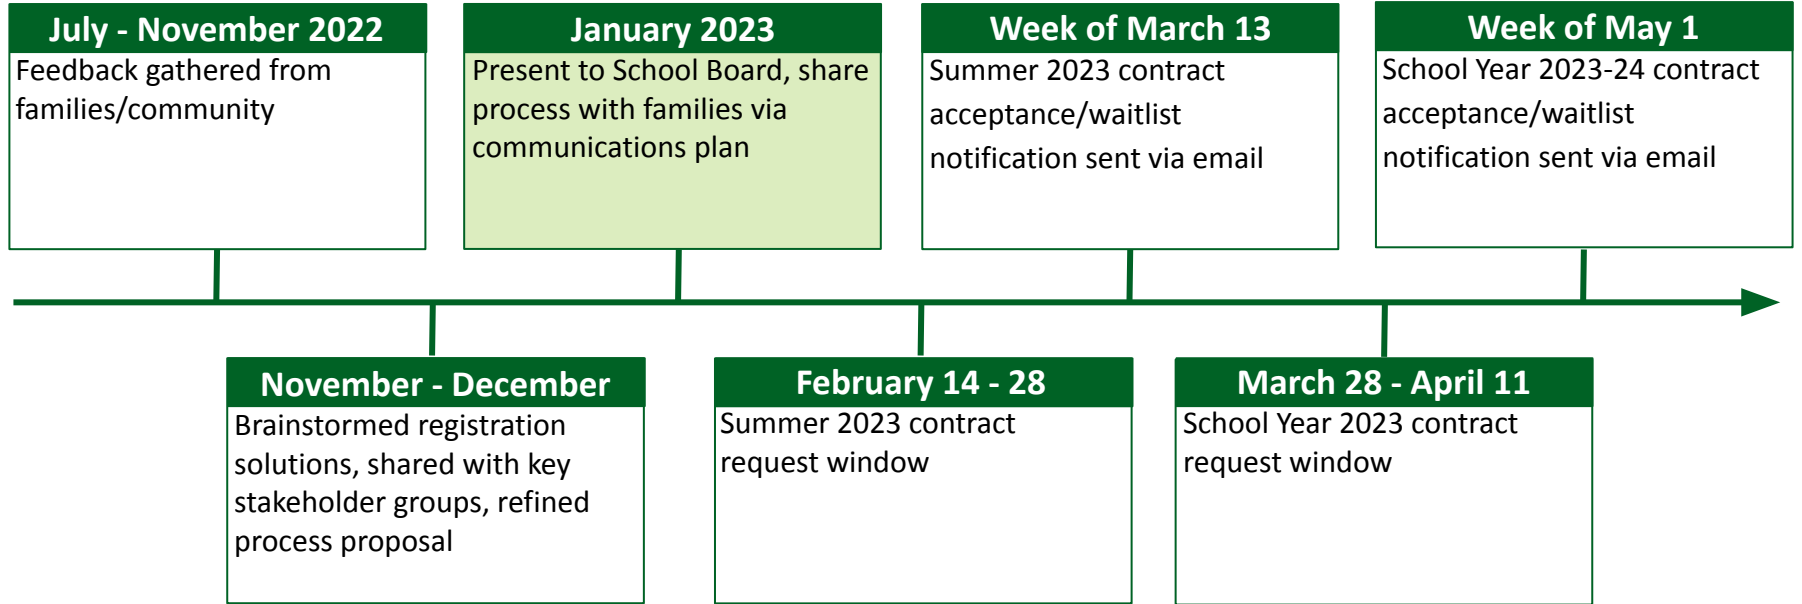 July - November 2022
Feedback gathered from
families/community
January 2023
Present to School Board, share
process with families via
communications plan
Week of March 13
Summer 2023 contract
acceptance/waitlist
notification sent via email
Week of May 1
School Year 2023-24 contract
acceptance/waitlist
notification sent via email
November - December
Brainstormed registration
solutions, shared with key
stakeholder groups, refined
process proposal
February 14 - 28
Summer 2023 contract
request window
March 28 - April 11
School Year 2023 contract
request window